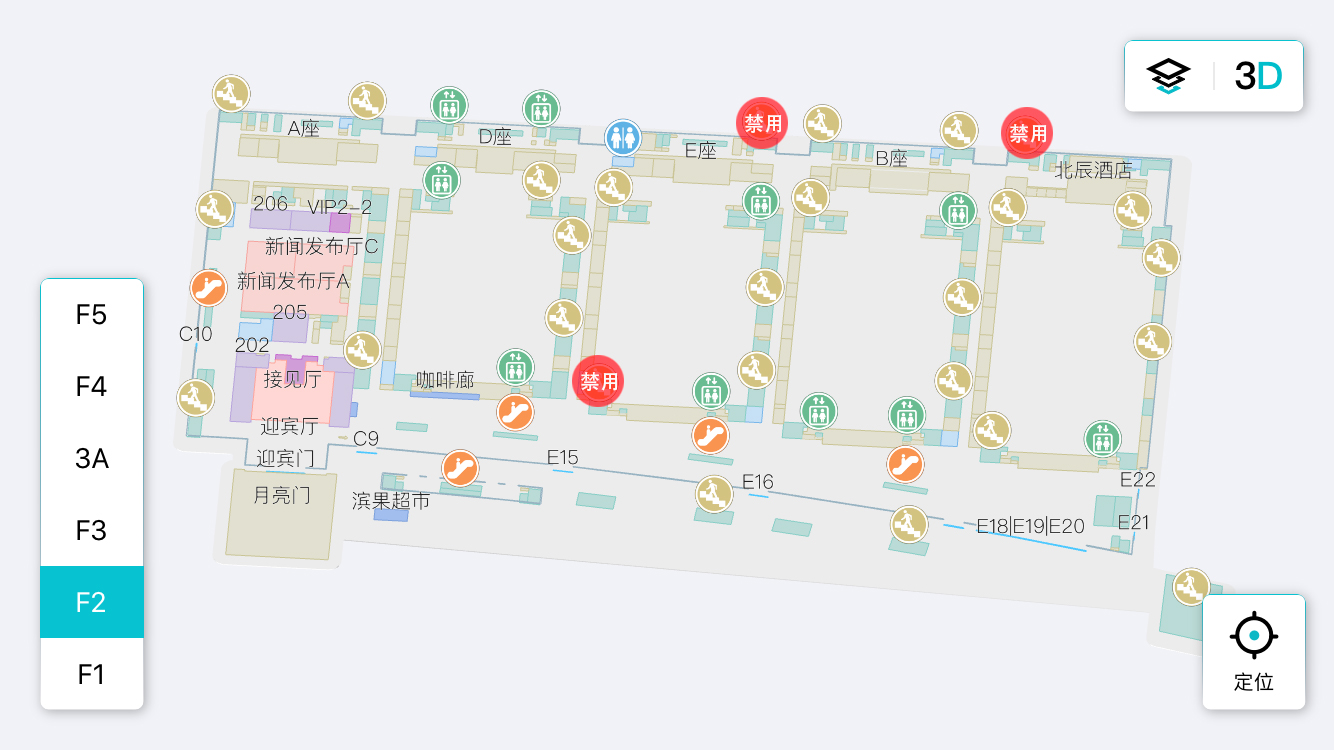 3D
禁用
禁用
A座
D座
E座
B座
北辰酒店
206
VIP2-2
新闻发布厅C
新闻发布厅A
205
C10
202
接见厅
咖啡廊
禁用
迎宾厅
C9
迎宾门
E15
月亮门
滨果超市
E16
E22
E18|E19|E20
E21
F5
F4
3A
F3
F2
F1
定位